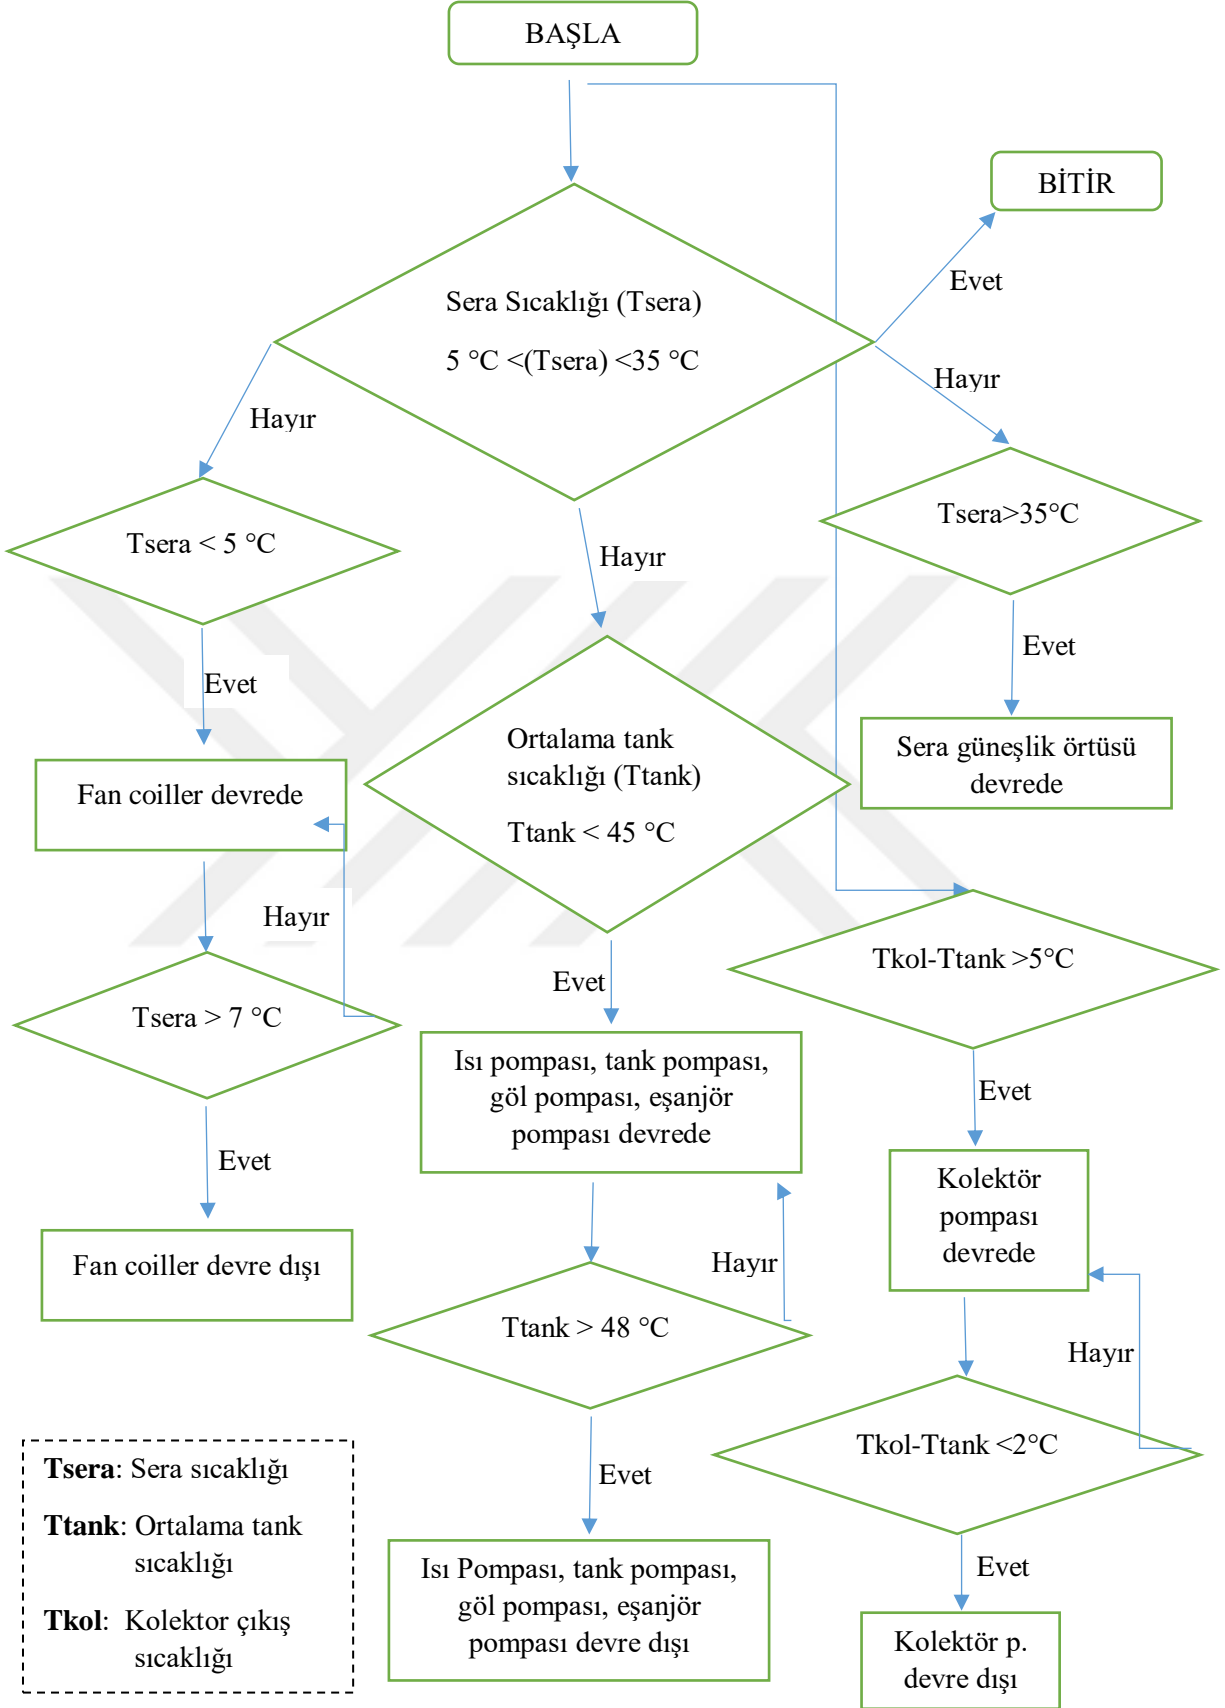 BAŞLA
BİTİR
Evet
Sera Sıcaklığı (Tsera)
5 °C <(Tsera) <35 °C
Hayır
Hayır
Tsera>35°C
Tsera < 5 °C
Hayır
Evet
Evet
Ortalama tank
sıcaklığı (Ttank)
Ttank < 45 °C
Sera güneşlik örtüsü
devrede
Fan coiller devrede
Hayır
Tkol-Ttank >5°C
Evet
Tsera > 7 °C
Isı pompası, tank pompası,
göl pompası, eşanjör
pompası devrede
Evet
Evet
Kolektör
pompası
devrede
Fan coiller devre dışı
Hayır
Ttank > 48 °C
Hayır
Tkol-Ttank <2°C
Evet
Tsera: Sera sıcaklığı
Ttank: Ortalama tank
sıcaklığı
Tkol: Kolektor çıkış
sıcaklığı
Isı Pompası, tank pompası,
göl pompası, eşanjör
pompası devre dışı
Evet
Kolektör p.
devre dışı